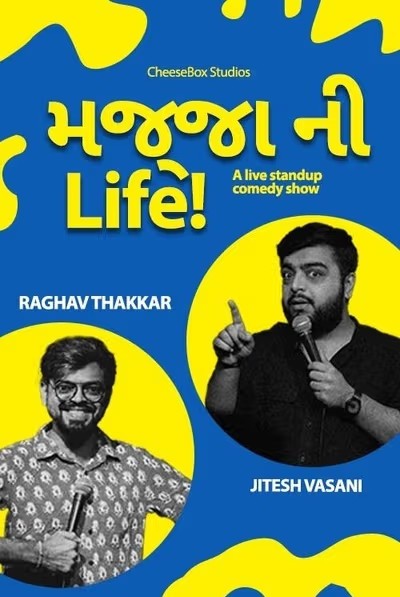 CheeseBox Studios
મજ્જા ની
Life!
A live standup
comedy show
RAGHAV THAKKAR
JITESH VASANI